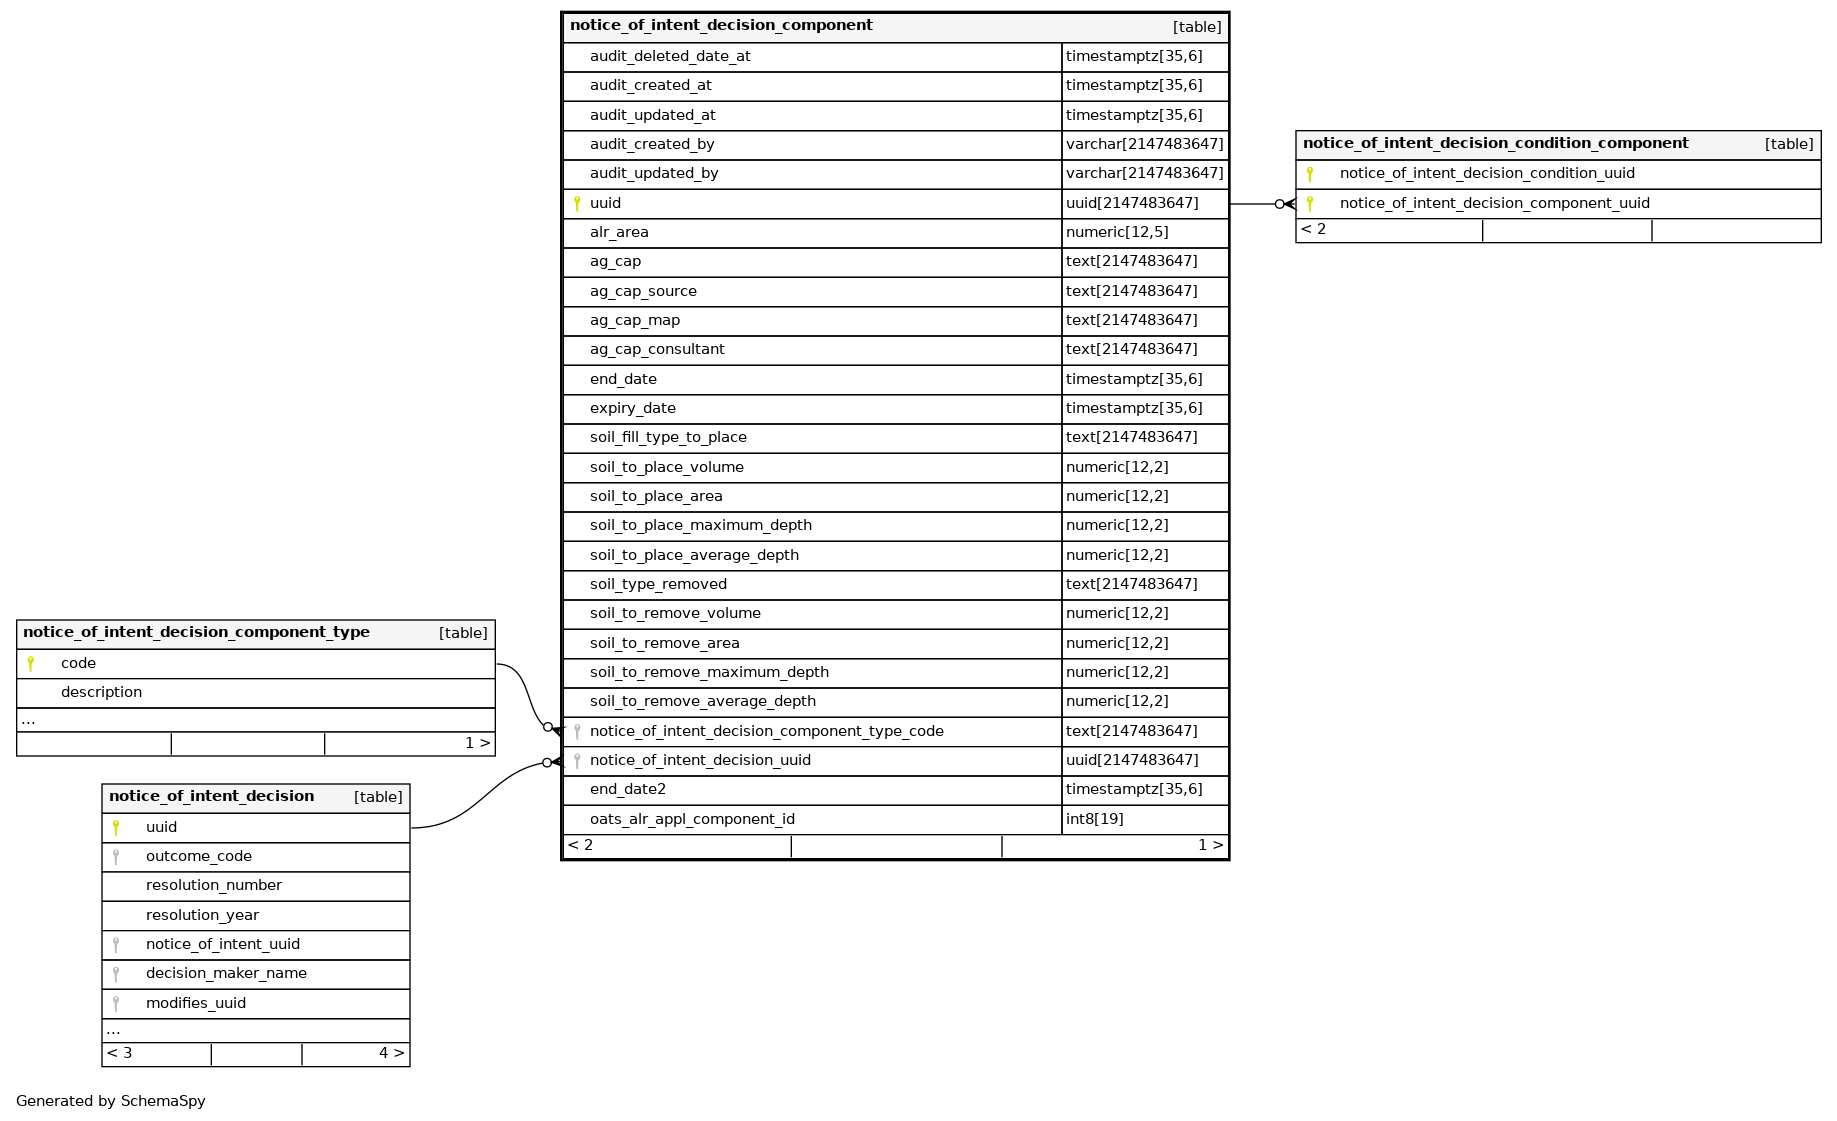 notice_of_intent_decision_component [table]
audit_deleted_date_at timestamptz[35,6]
audit_created_at timestamptz[35,6]
audit_updated_at timestamptz[35,6]
audit_created_by varchar[2147483647]
audit_updated_by varchar[2147483647]
uuid uuid[2147483647]
alr_area numeric[12,5]
ag_cap text[2147483647]
ag_cap_source text[2147483647]
ag_cap_map text[2147483647]
ag_cap_consultant text[2147483647]
end_date timestamptz[35,6]
expiry_date timestamptz[35,6]
soil_fill_type_to_place text[2147483647]
soil_to_place_volume numeric[12,2]
soil_to_place_area numeric[12,2]
soil_to_place_maximum_depth numeric[12,2]
soil_to_place_average_depth numeric[12,2]
soil_type_removed text[2147483647]
soil_to_remove_volume numeric[12,2]
soil_to_remove_area numeric[12,2]
soil_to_remove_maximum_depth numeric[12,2]
soil_to_remove_average_depth numeric[12,2]
notice_of_intent_decision_component_type_code text[2147483647]
notice_of_intent_decision_uuid uuid[2147483647]
end_date2 timestamptz[35,6]
oats_alr_appl_component_id int8[19]
< 2 1 >
notice_of_intent_decision_condition_component [table]
notice_of_intent_decision_condition_uuid
notice_of_intent_decision_component_uuid
< 2
notice_of_intent_decision_component_type [table]
code
description
...
1 >
notice_of_intent_decision [table]
uuid
outcome_code
resolution_number
resolution_year
notice_of_intent_uuid
decision_maker_name
modifies_uuid
...
< 3 4 >
Generated by SchemaSpy